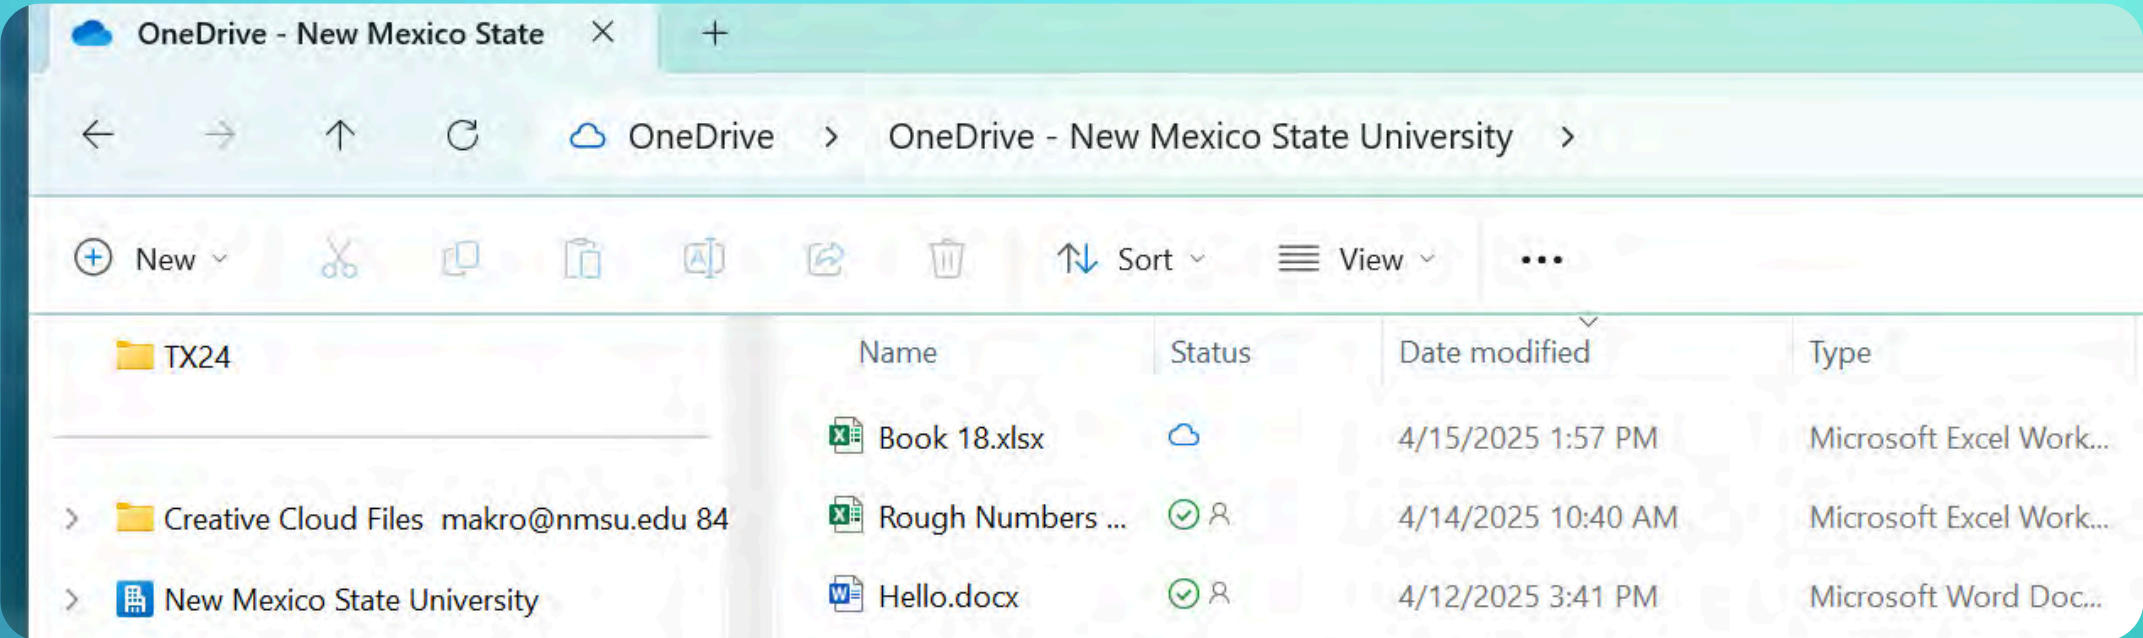 OneDrive - New Mexico State
OneDrive > OneDrive - New Mexico State University >
New Sort View ...
TX24
Name Status Date modified Type
Book 18.xlsx 4/15/2025 1:57 PM Microsoft Excel Work...
Creative Cloud Files makro@nmsu.edu 84
Rough Numbers ... 4/14/2025 10:40 AM Microsoft Excel Work...
New Mexico State University
Hello.docx 4/12/2025 3:41 PM Microsoft Word Doc...